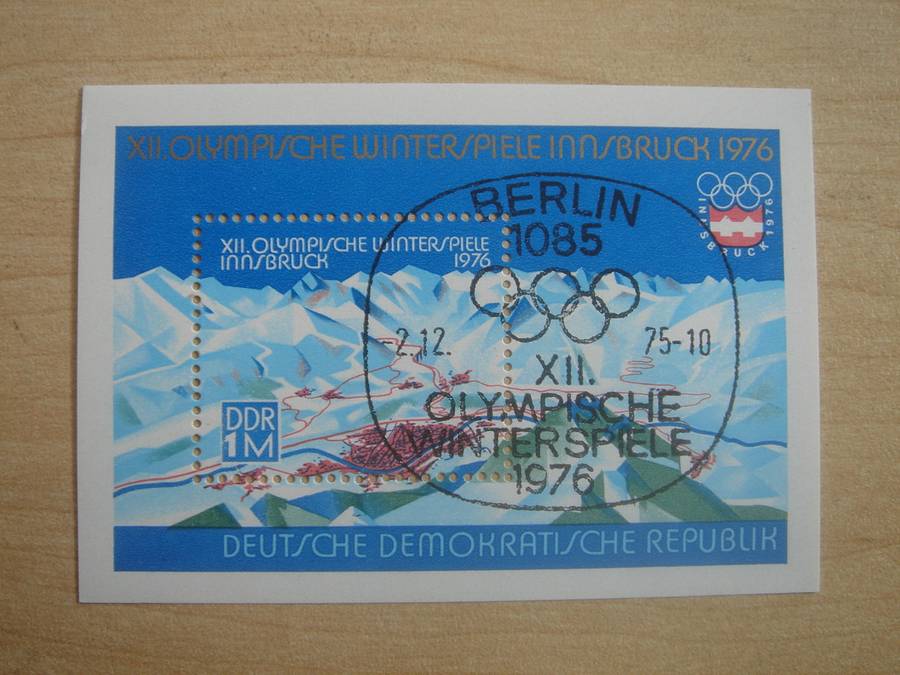 XII. OLYMPISCHE WINTERSPIELE INNSBRUCK 1976
INNSBRUCK 1976
XII. OLYMPISCHE WINTERSPIELE
INNSBRUCK 1976
DDR
1 M
BERLIN
1085
2.12. 75-10
XII.
OLYMPISCHE
WINTERSPIELE
1976
DEUTSCHE DEMOKRATISCHE REPUBLIK